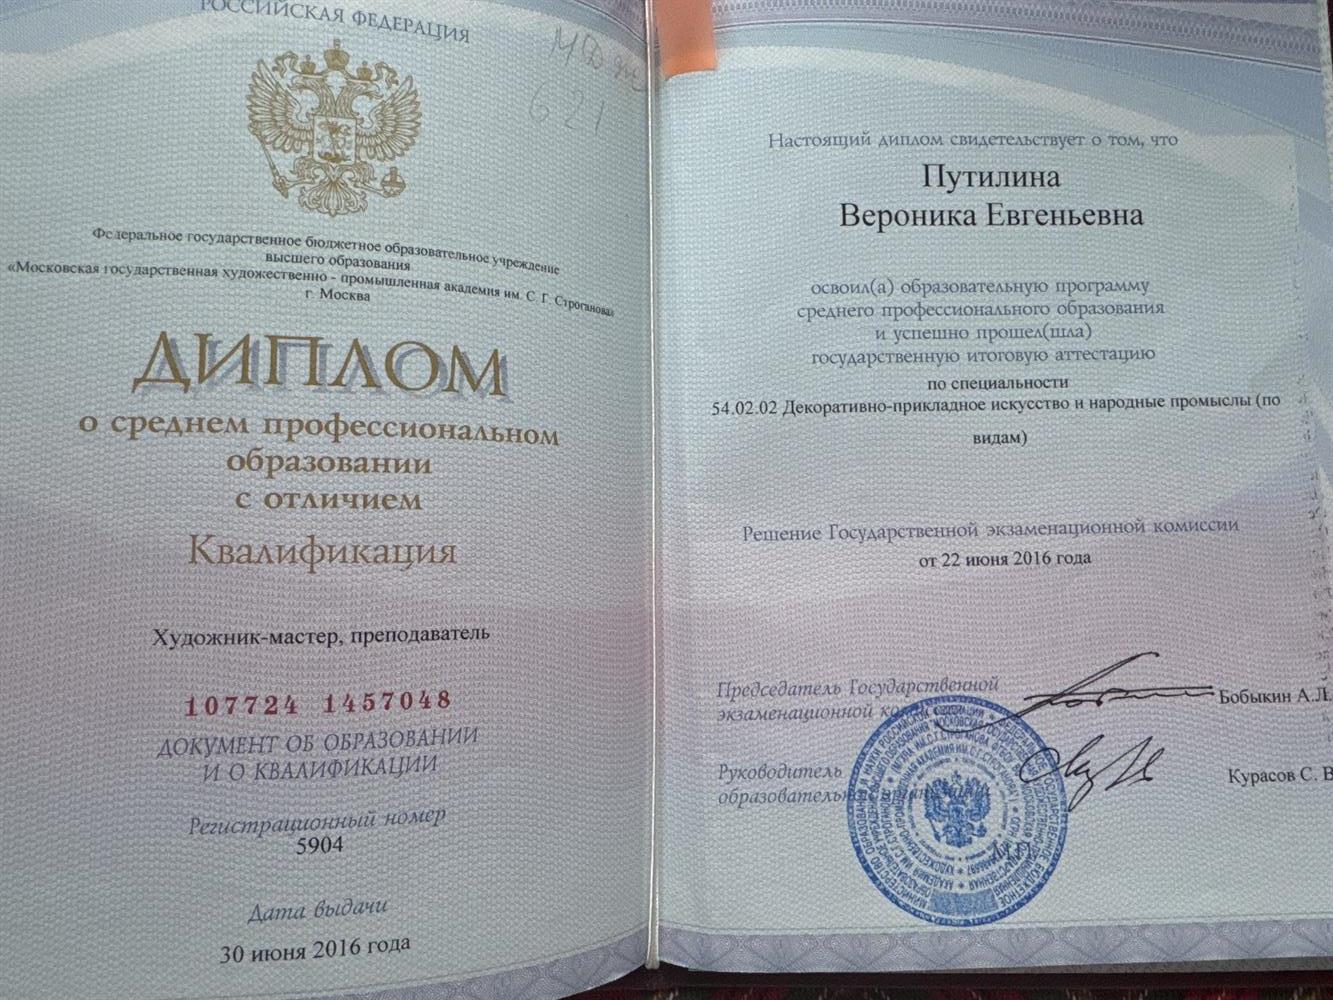 РОССИЙСКАЯ ФЕДЕРАЦИЯ
621
Федеральное государственное бюджетное образовательное учреждение
высшего образования
«Московская государственная художественно - промышленная академия им. С. Г. Строганова»
г. Москва
ДИПЛОМ
о среднем профессиональном
образовании
с отличием
Квалификация
Художник-мастер, преподаватель
107724 1457048
ДОКУМЕНТ ОБ ОБРАЗОВАНИИ
И О КВАЛИФИКАЦИИ
Регистрационный номер
5904
Дата выдачи
30 июня 2016 года
Настоящий диплом свидетельствует о том, что
Путилина
Вероника Евгеньевна
освоил(а) образовательную программу
среднего профессионального образования
и успешно прошел(шла)
государственную итоговую аттестацию
по специальности
54.02.02 Декоративно-прикладное искусство и народные промыслы (по
видам)
Решение Государственной экзаменационной комиссии
от 22 июня 2016 года
Председатель Государственной
экзаменационной
Бобыкин А.Л.
Руководитель
Курасов С. В